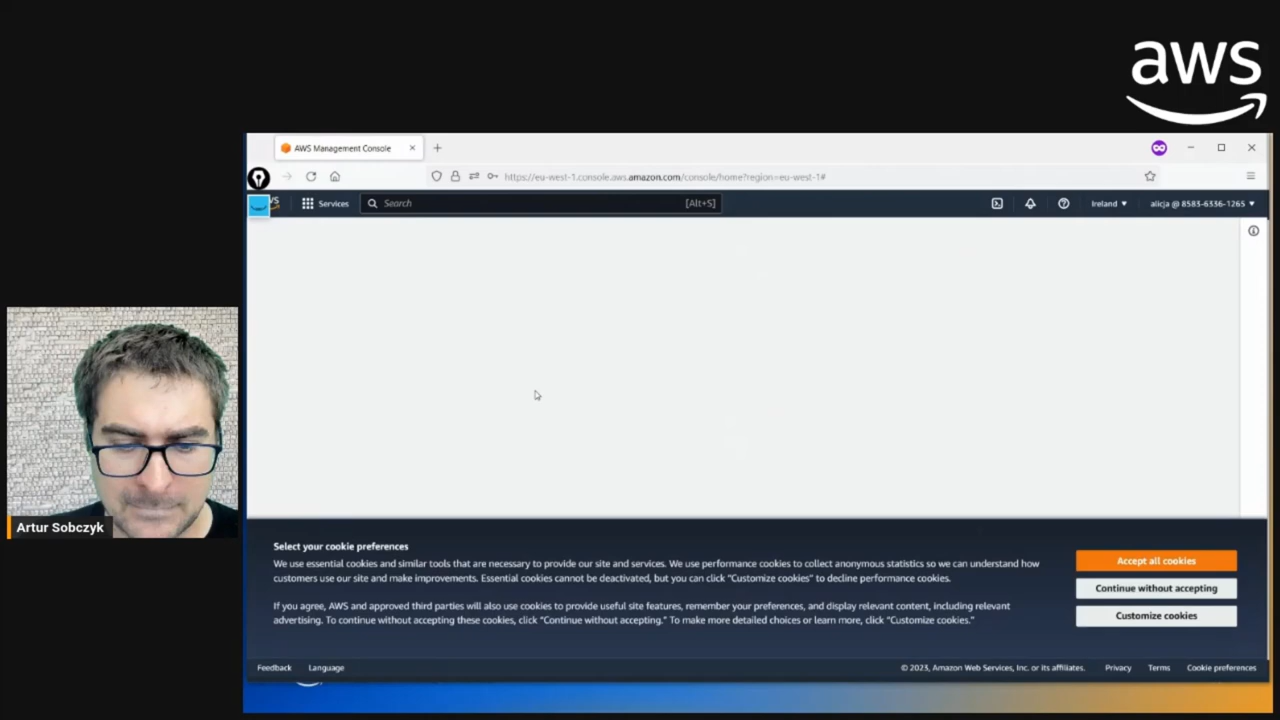 aws
AWS Management Console
https://eu-west-1.console.aws.amazon.com/console/home?region=eu-west-1#
Services
Search
[Alt+S]
Ireland
alicja @ 8583-6336-1265
Artur Sobczyk
Select your cookie preferences
We use essential cookies and similar tools that are necessary to provide our site and services. We use performance cookies to collect anonymous statistics so we can understand how
customers use our site and make improvements. Essential cookies cannot be deactivated, but you can click "Customize cookies" to decline performance cookies.
If you agree, AWS and approved third parties will also use cookies to provide useful site features, remember your preferences, and display relevant content, including relevant
advertising. To continue without accepting these cookies, click "Continue without accepting." To make more detailed choices or learn more, click "Customize cookies."
Accept all cookies
Continue without accepting
Customize cookies
Feedback
Language
© 2023, Amazon Web Services, Inc. or its affiliates.
Privacy
Terms
Cookie preferences